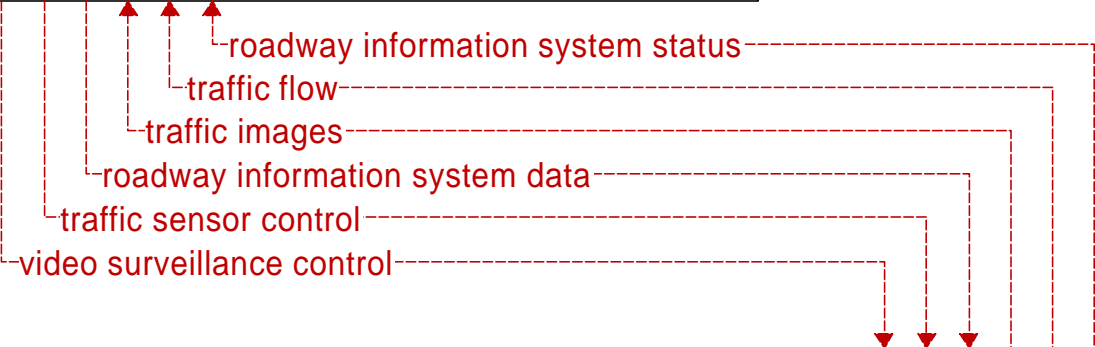 roadway information system status
traffic flow
traffic images
roadway information system data
traffic sensor control
video surveillance control